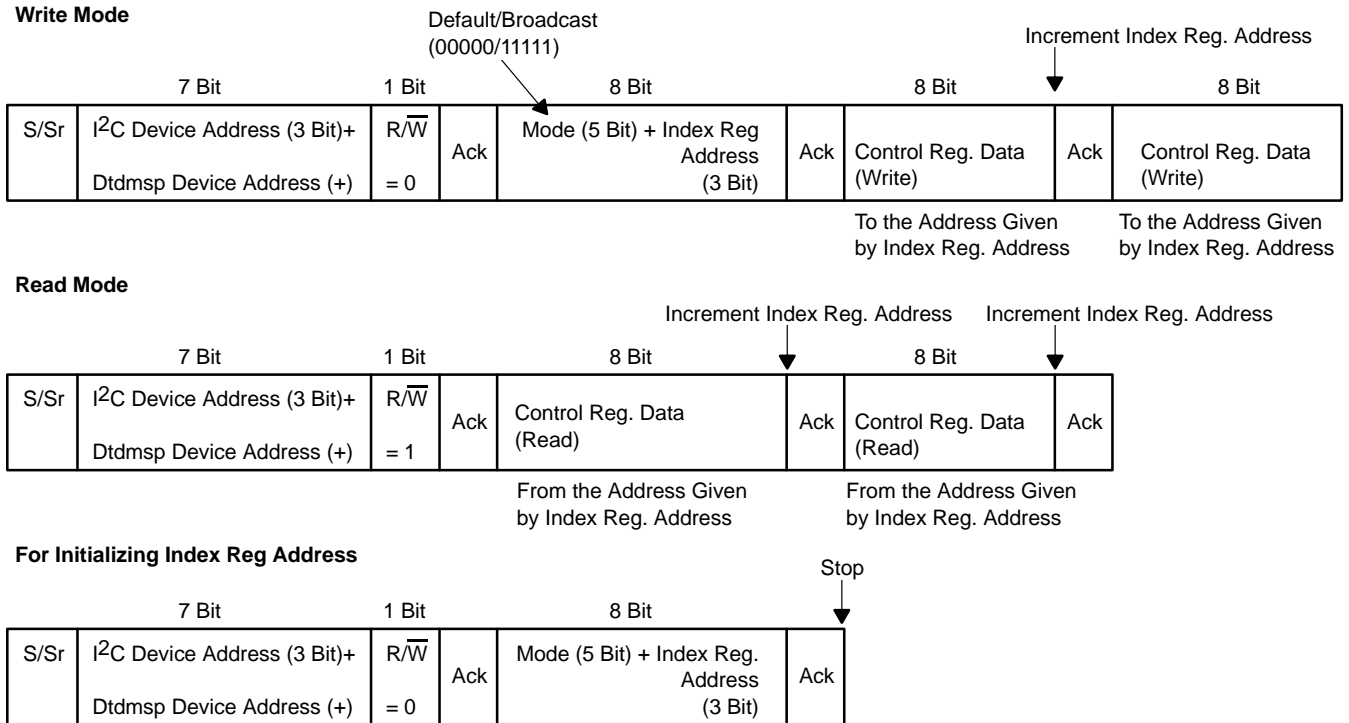 Write Mode
Default/Broadcast
(00000/11111)
Increment Index Reg. Address
7 Bit 1 Bit 8 Bit 8 Bit 8 Bit
S/Sr I2C Device Address (3 Bit)+ R/W Ack Mode (5 Bit) + Index Reg Ack Control Reg. Data Ack Control Reg. Data
Address
Dtdmsp Device Address (+) = 0 (3 Bit) (Write) (Write)
To the Address Given To the Address Given
by Index Reg. Address by Index Reg. Address
Read Mode
Increment Index Reg. Address Increment Index Reg. Address
7 Bit 1 Bit 8 Bit 8 Bit
S/Sr I2C Device Address (3 Bit)+ R/W Ack Control Reg. Data Ack Control Reg. Data Ack
Dtdmsp Device Address (+) = 1 (Read) (Read)
From the Address Given From the Address Given
by Index Reg. Address by Index Reg. Address
For Initializing Index Reg Address
Stop
7 Bit 1 Bit 8 Bit
S/Sr I2C Device Address (3 Bit)+ R/W Ack Mode (5 Bit) + Index Reg. Ack
Address
Dtdmsp Device Address (+) = 0 (3 Bit)